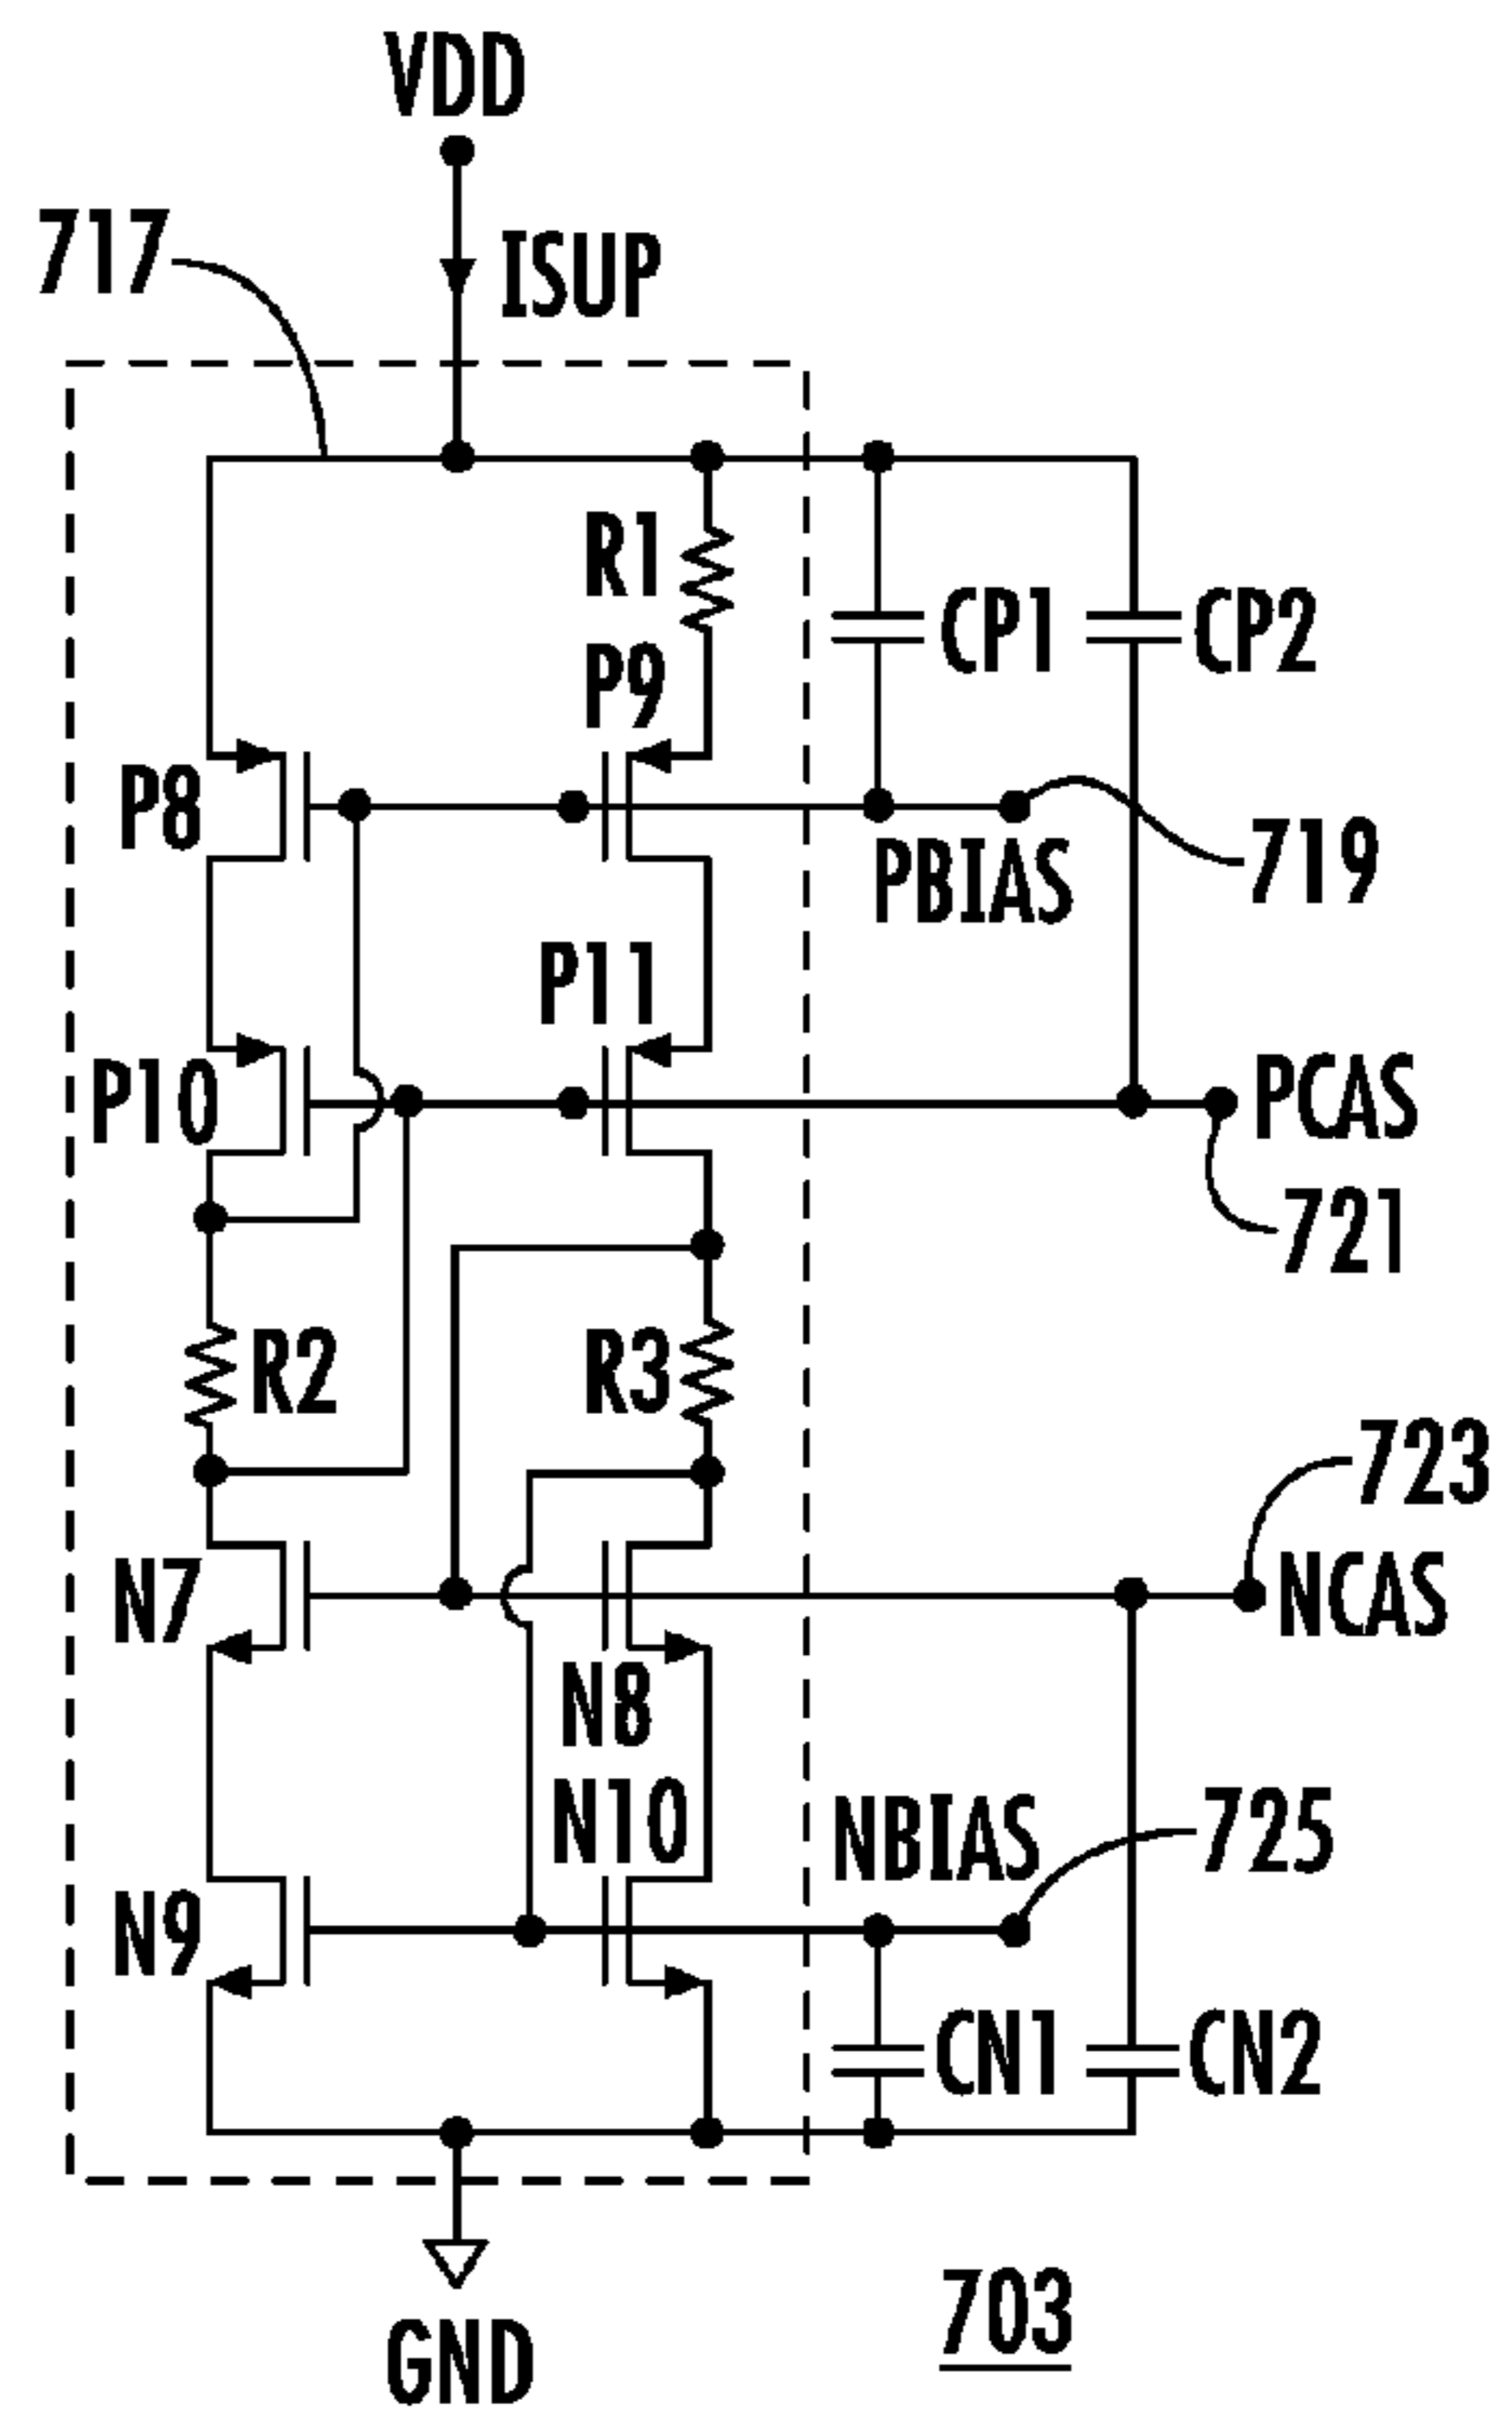 VDD
717
ISUP
R1
CP1
CP2
P9
P8
PBIAS
719
P11
P10
PCAS
721
R2
R3
723
N7
NCAS
N8
N10
NBIAS
725
N9
CN1
CN2
703
GND